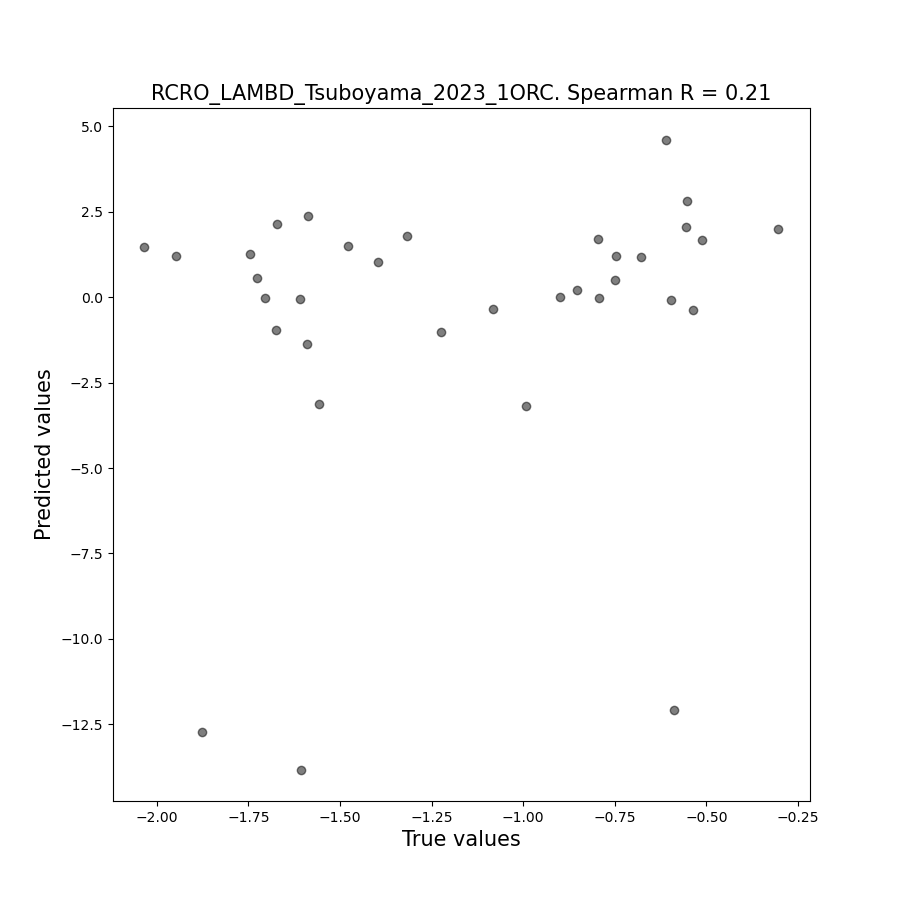 RCRO_LAMBD_Tsuboyama_2023_1ORC. Spearman R = 0.21
5.0
2.5
0.0
−2.5
−5.0
−7.5
−10.0
−12.5
Predicted values
−2.00 −1.75 −1.50 −1.25 −1.00 −0.75 −0.50 −0.25
True values